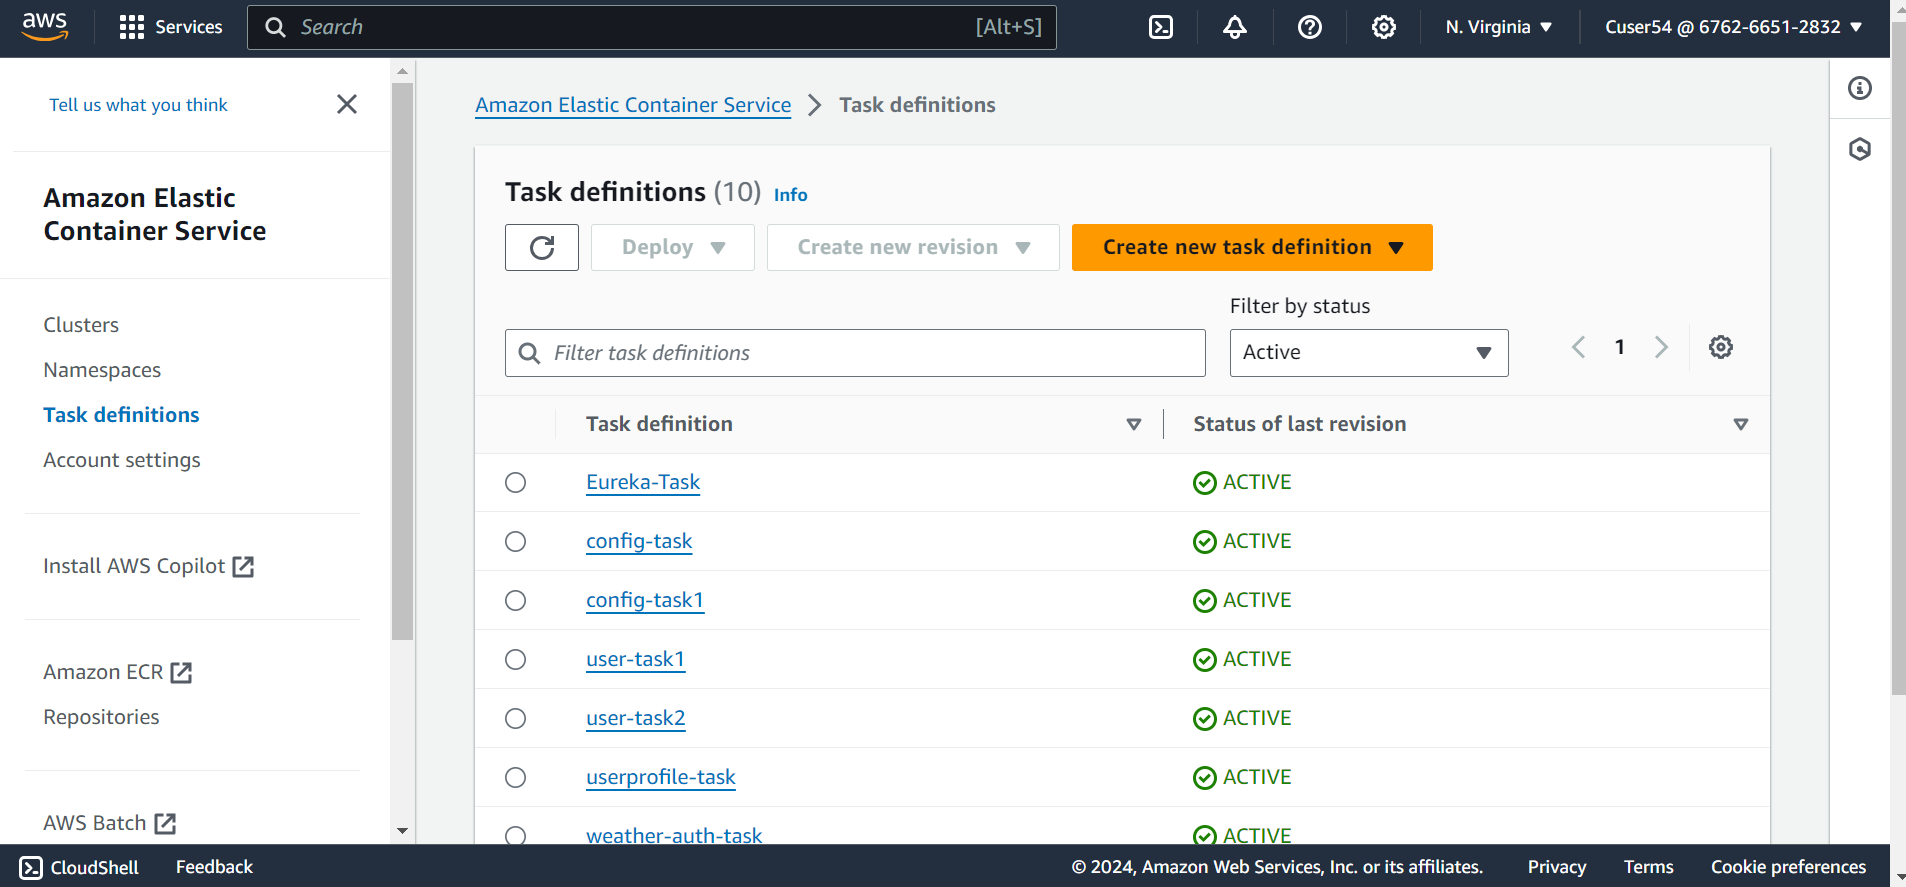 aws
Services
Search
[Alt+S]
N. Virginia
Cuser54 @ 6762-6651-2832
Tell us what you think
Amazon Elastic
Container Service
Clusters
Namespaces
Task definitions
Account settings
Install AWS Copilot
Amazon ECR
Repositories
AWS Batch
Amazon Elastic Container Service
Task definitions
Task definitions (10) Info
Deploy
Create new revision
Create new task definition
Filter by status
Filter task definitions
Active
1
Task definition
Status of last revision
Eureka-Task
ACTIVE
config-task
ACTIVE
config-task1
ACTIVE
user-task1
ACTIVE
user-task2
ACTIVE
userprofile-task
ACTIVE
weather-auth-task
ACTIVE
CloudShell
Feedback
© 2024, Amazon Web Services, Inc. or its affiliates.
Privacy
Terms
Cookie preferences